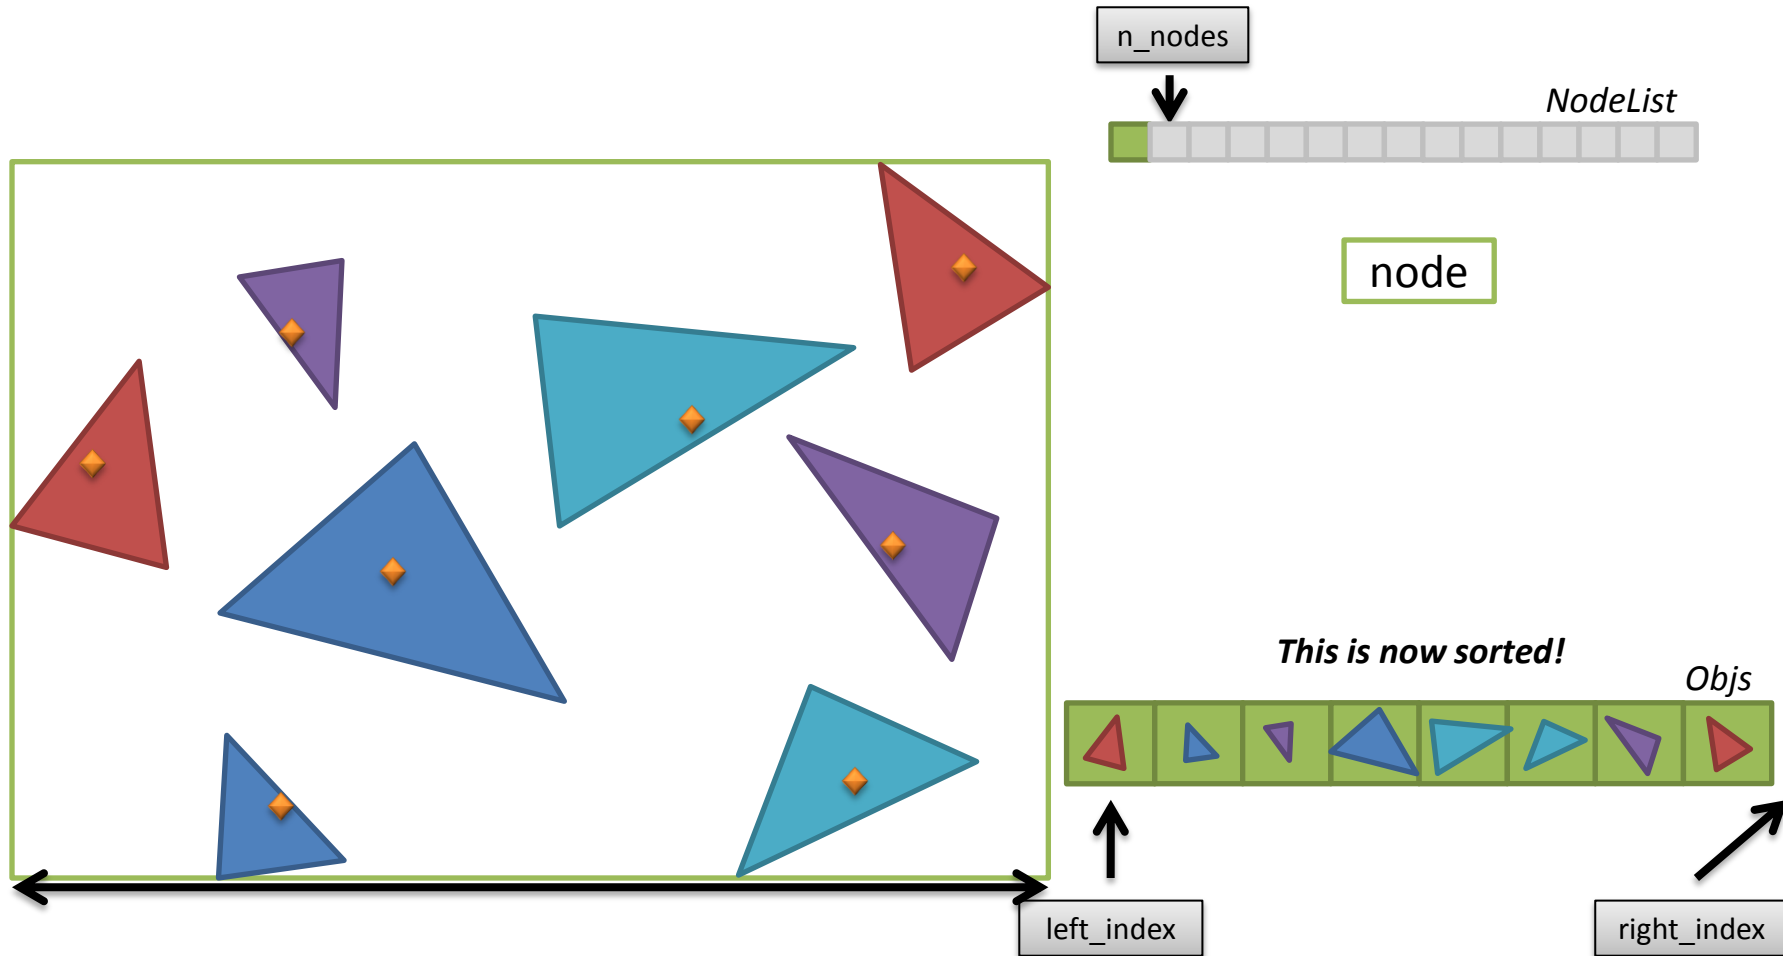 n_nodes
NodeList
node
This is now sorted!
Objs
left_index
right_index